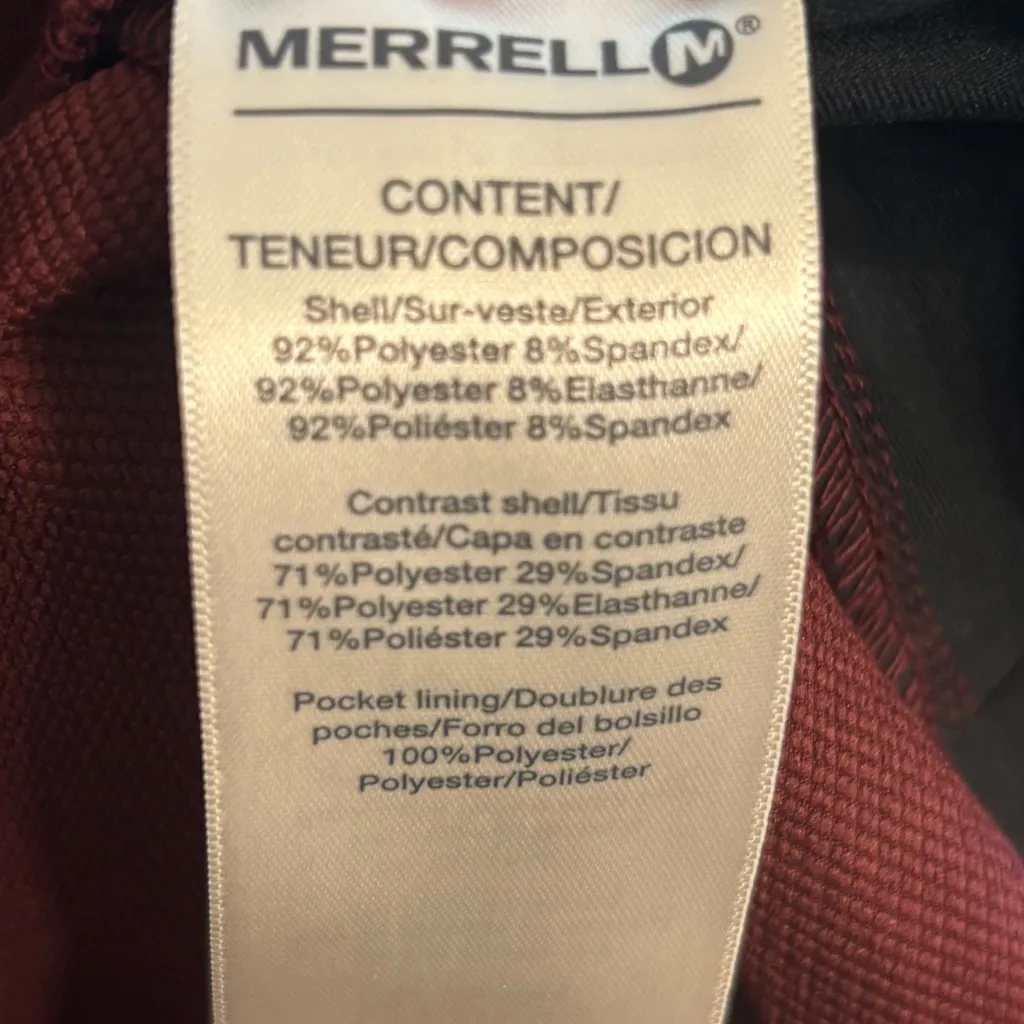 MERRELL M®
CONTENT/
TENEUR/COMPOSICION
Shell/Sur-veste/Exterior
92%Polyester 8%Spandex/
92%Polyester 8%Elasthanne/
92%Poliéster 8%Spandex
Contrast shell/Tissu
contrasté/Capa en contraste
71%Polyester 29%Spandex/
71%Polyester 29%Elasthanne/
71%Poliéster 29%Spandex
Pocket lining/Doublure des
poches/Forro del bolsillo
100%Polyester/
Polyester/Poliéster